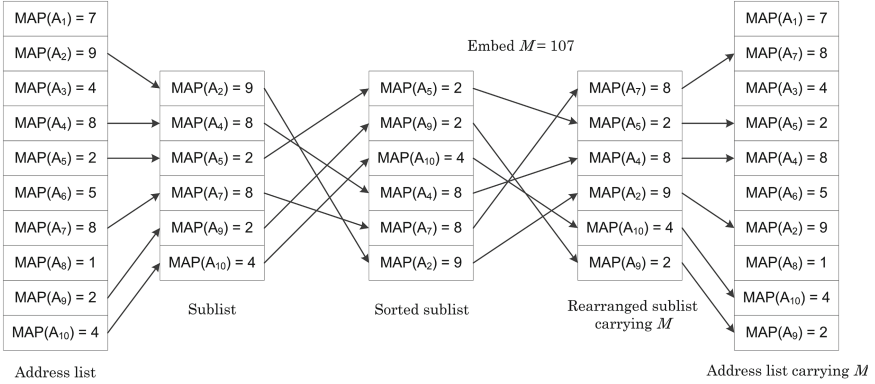 MAP(A₁) = 7
MAP(A₂) = 9
MAP(A₃) = 4
MAP(A₄) = 8
MAP(A₅) = 2
MAP(A₆) = 5
MAP(A₇) = 8
MAP(A₈) = 1
MAP(A₉) = 2
MAP(A₁₀) = 4
Address list
MAP(A₂) = 9
MAP(A₄) = 8
MAP(A₅) = 2
MAP(A₇) = 8
MAP(A₉) = 2
MAP(A₁₀) = 4
Sublist
MAP(A₅) = 2
MAP(A₉) = 2
MAP(A₁₀) = 4
MAP(A₄) = 8
MAP(A₇) = 8
MAP(A₂) = 9
Sorted sublist
Embed M = 107
MAP(A₇) = 8
MAP(A₅) = 2
MAP(A₄) = 8
MAP(A₂) = 9
MAP(A₁₀) = 4
MAP(A₉) = 2
Rearranged sublist
carrying M
MAP(A₁) = 7
MAP(A₇) = 8
MAP(A₃) = 4
MAP(A₅) = 2
MAP(A₄) = 8
MAP(A₆) = 5
MAP(A₂) = 9
MAP(A₈) = 1
MAP(A₁₀) = 4
MAP(A₉) = 2
Address list carrying M